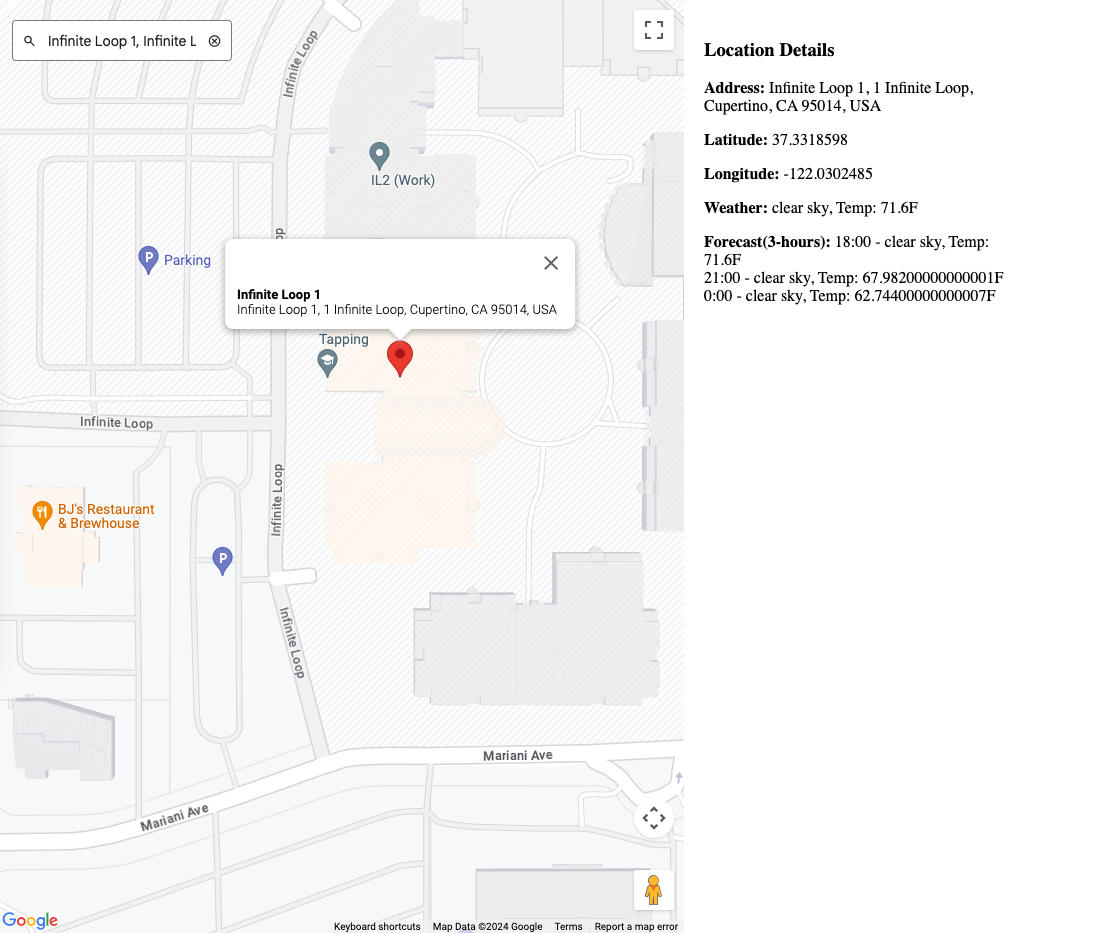 Infinite Loop 1, Infinite L
Infinite Loop
IL2 (Work)
Parking
Infinite Loop 1
Infinite Loop 1, 1 Infinite Loop, Cupertino, CA 95014, USA
Tapping
Infinite Loop
Infinite Loop
BJ's Restaurant
& Brewhouse
P
P
Infinite Loop
Mariani Ave
Mariani Ave
Google
Keyboard shortcuts
Map Data ©2024 Google
Terms
Report a map error
Location Details
Address: Infinite Loop 1, 1 Infinite Loop,
Cupertino, CA 95014, USA
Latitude: 37.3318598
Longitude: -122.0302485
Weather: clear sky, Temp: 71.6F
Forecast(3-hours): 18:00 - clear sky, Temp:
71.6F
21:00 - clear sky, Temp: 67.98200000000001F
0:00 - clear sky, Temp: 62.74400000000007F